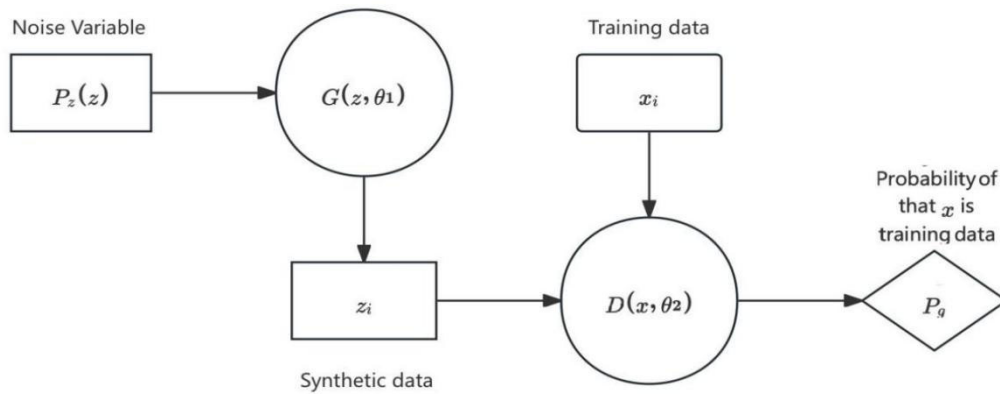 Noise Variable
P_z(z)
G(z, θ1)
Training data
x_i
Probability of
that x is
training data
z_i
D(x, θ2)
P_g
Synthetic data